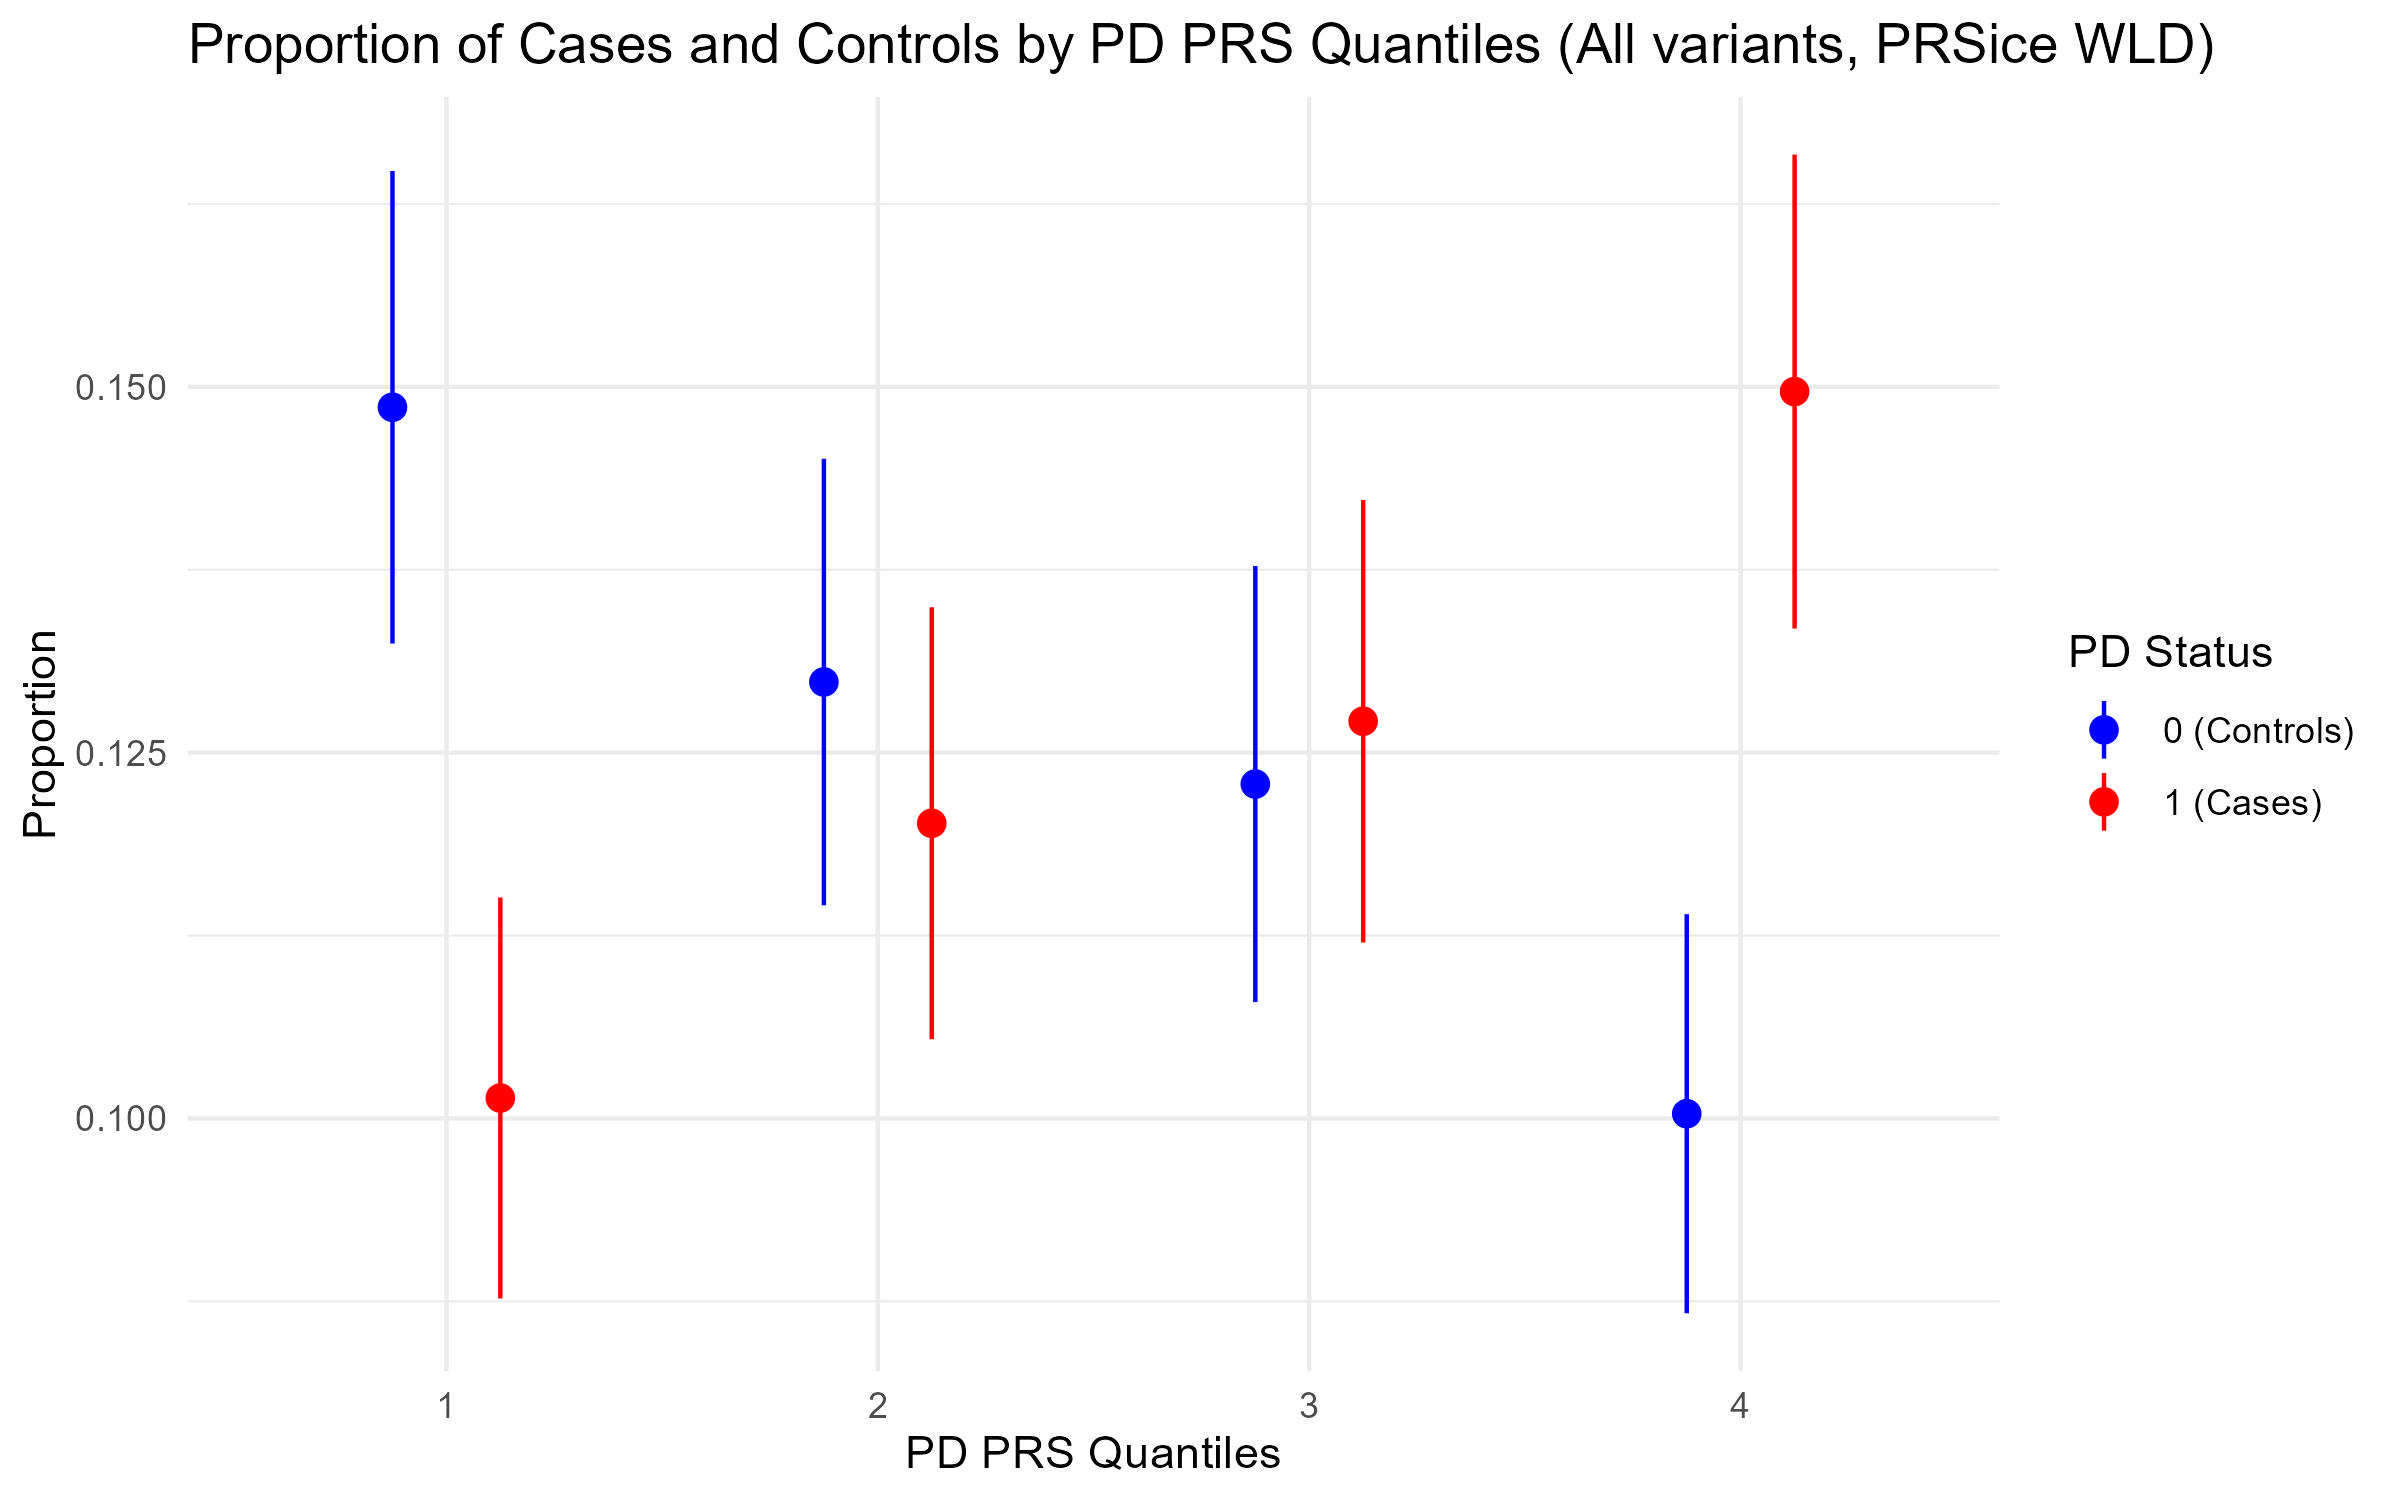 Proportion of Cases and Controls by PD PRS Quantiles (All variants, PRSice WLD)
Proportion
0.150
0.125
0.100
1 2 3 4
PD PRS Quantiles
PD Status
0 (Controls)
1 (Cases)